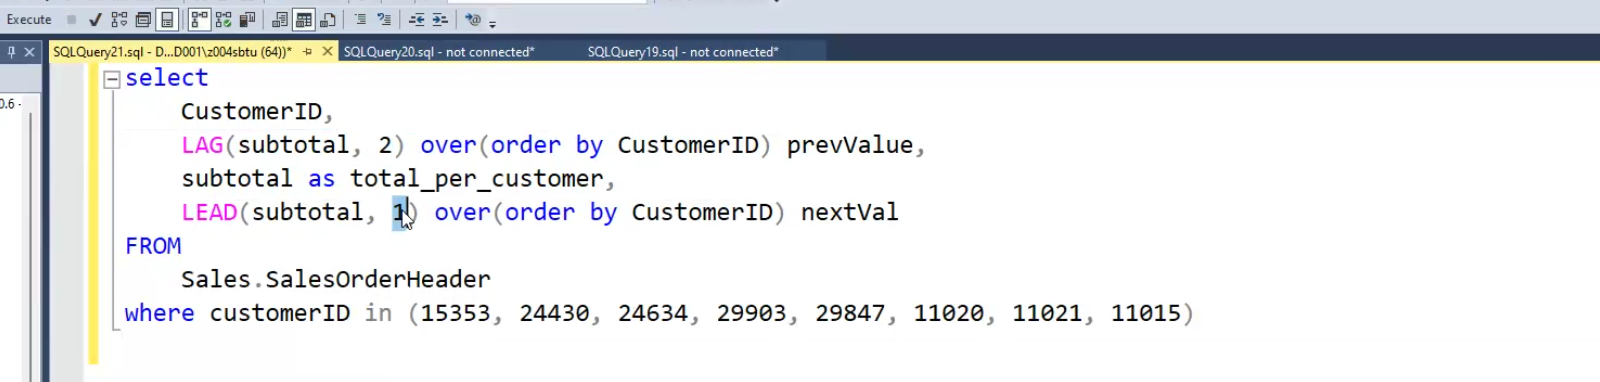 Execute
SQLQuery21.sql - D...D001\z004sbtu (64))* SQLQuery20.sql - not connected* SQLQuery19.sql - not connected*
0.6 -
select
CustomerID,
LAG(subtotal, 2) over(order by CustomerID) prevValue,
subtotal as total_per_customer,
LEAD(subtotal, 1) over(order by CustomerID) nextVal
FROM
Sales.SalesOrderHeader
where customerID in (15353, 24430, 24634, 29903, 29847, 11020, 11021, 11015)